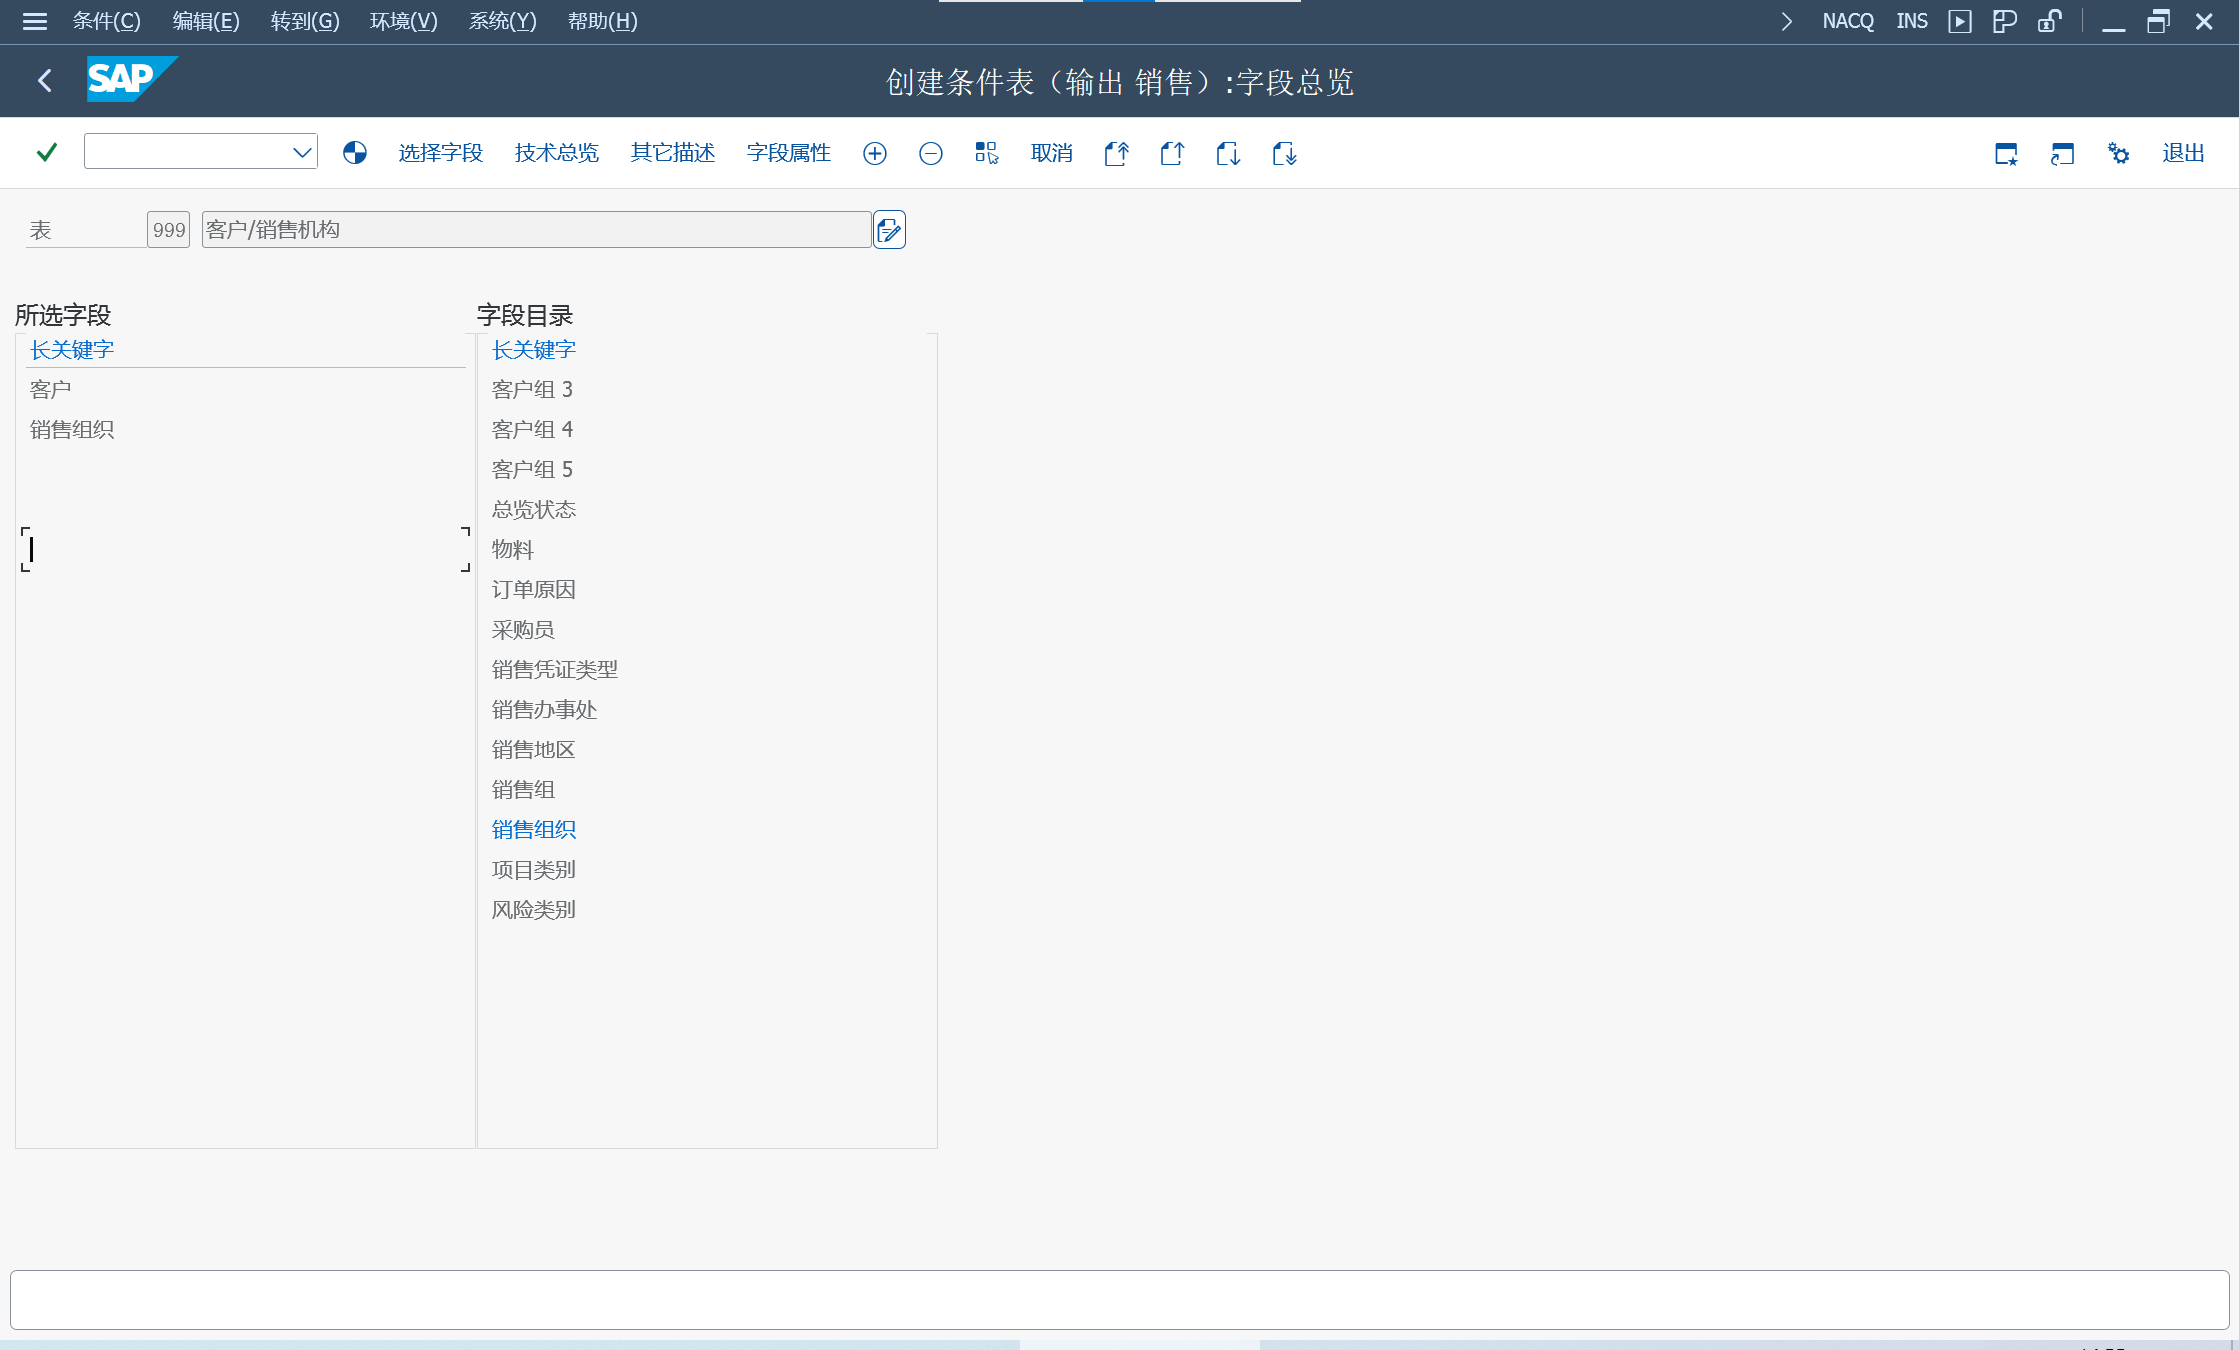 条件(C) 编辑(E) 转到(G) 环境(V) 系统(Y) 帮助(H) NACQ INS
SAP 创建条件表（输出 销售）:字段总览
选择字段 技术总览 其它描述 字段属性 取消 退出
表 999 客户/销售机构
所选字段 字段目录
长关键字 长关键字
客户 客户组 3
销售组织 客户组 4
客户组 5
总览状态
物料
订单原因
采购员
销售凭证类型
销售办事处
销售地区
销售组
销售组织
项目类别
风险类别